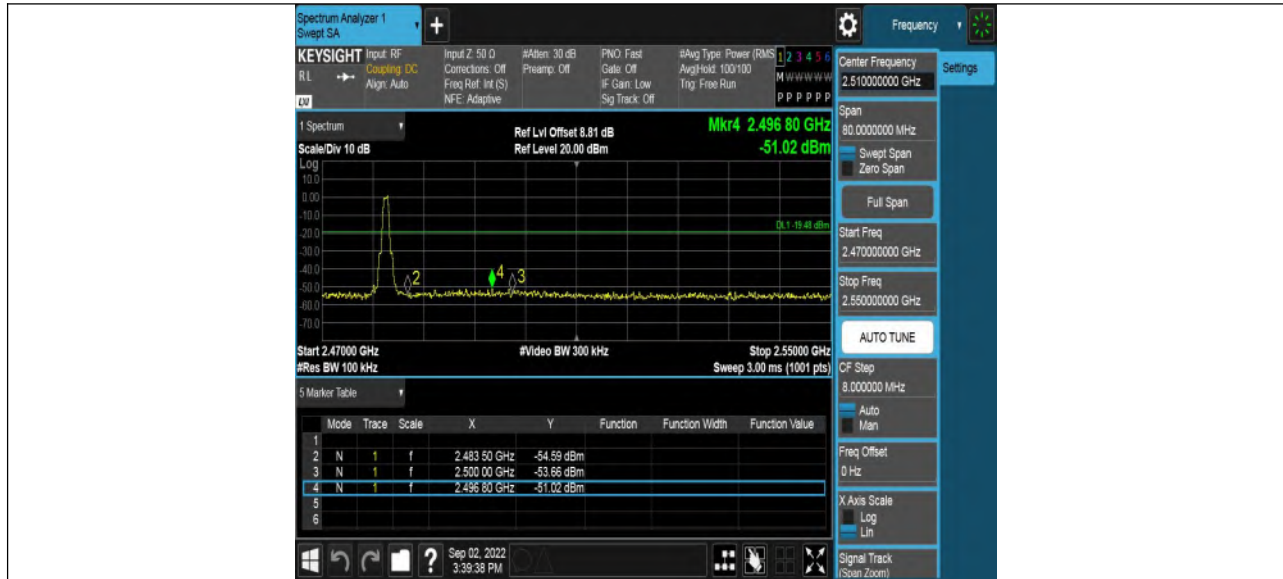 Spectrum Analyzer 1
Swept SA
+
Frequency
KEYSIGHT
RL
LXI
Input: RF
Coupling: DC
Align: Auto
Input Z: 50 Ω
Corrections: Off
Freq Ref: Int (S)
NFE: Adaptive
#Atten: 30 dB
Preamp: Off
PNO: Fast
Gate: Off
IF Gain: Low
Sig Track: Off
#Avg Type: Power (RMS
Avg|Hold: 100/100
Trig: Free Run
1 2 3 4 5 6
M W W W W W
P P P P P P
1 Spectrum
Scale/Div 10 dB
Ref Lvl Offset 8.81 dB
Ref Level 20.00 dBm
Mkr4 2.496 80 GHz
-51.02 dBm
Log
10.0
0.00
-10.0
-20.0
-30.0
-40.0
-50.0
-60.0
-70.0
DL1 -19.48 dBm
2
4
3
Start 2.47000 GHz
#Res BW 100 kHz
#Video BW 300 kHz
Stop 2.55000 GHz
Sweep 3.00 ms (1001 pts)
5 Marker Table
Mode Trace Scale X Y Function Function Width Function Value
1
2 N 1 f 2.483 50 GHz -54.59 dBm
3 N 1 f 2.500 00 GHz -53.66 dBm
4 N 1 f 2.496 80 GHz -51.02 dBm
5
6
?
Sep 02, 2022
3:39:38 PM
Center Frequency
2.510000000 GHz
Settings
Span
80.0000000 MHz
Swept Span
Zero Span
Full Span
Start Freq
2.470000000 GHz
Stop Freq
2.550000000 GHz
AUTO TUNE
CF Step
8.000000 MHz
Auto
Man
Freq Offset
0 Hz
X Axis Scale
Log
Lin
Signal Track
(Span Zoom)